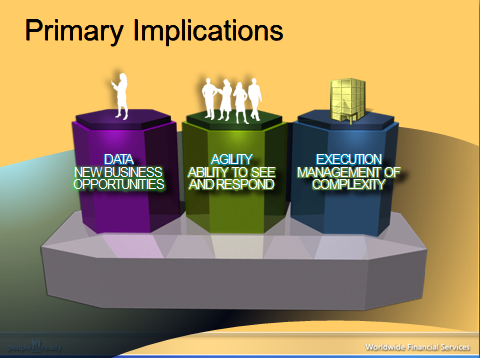 Primary Implications
DATA
NEW BUSINESS
OPPORTUNITIES
AGILITY
ABILITY TO SEE
AND RESPOND
EXECUTION
MANAGEMENT OF
COMPLEXITY
Worldwide Financial Services